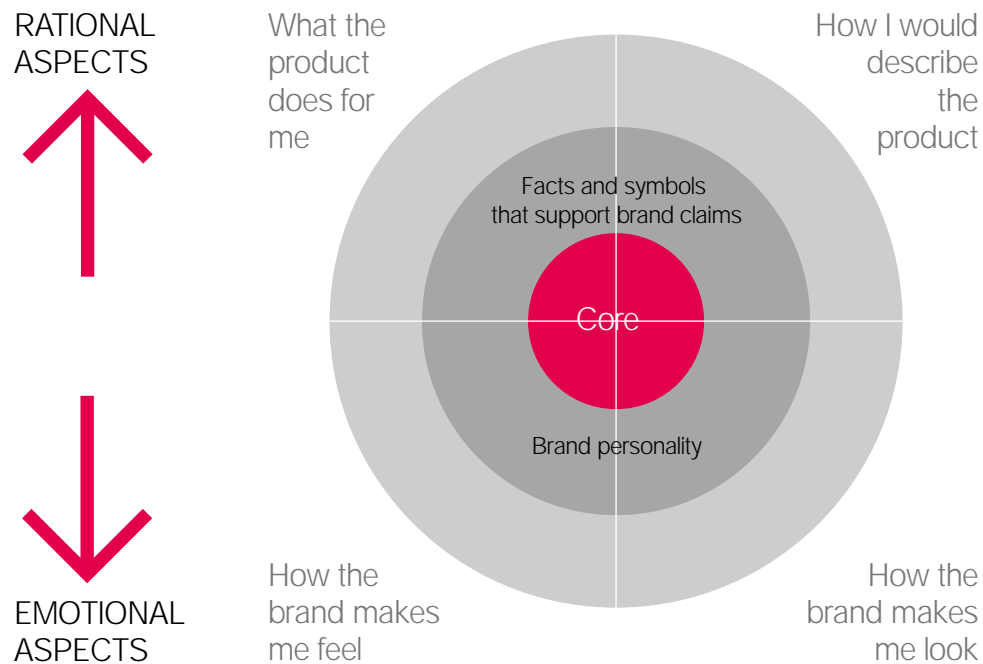 RATIONAL
ASPECTS
What the
product
does for
me
How I would
describe
the
product
Facts and symbols
that support brand claims
Core
Brand personality
EMOTIONAL
ASPECTS
How the
brand makes
me feel
How the
brand makes
me look